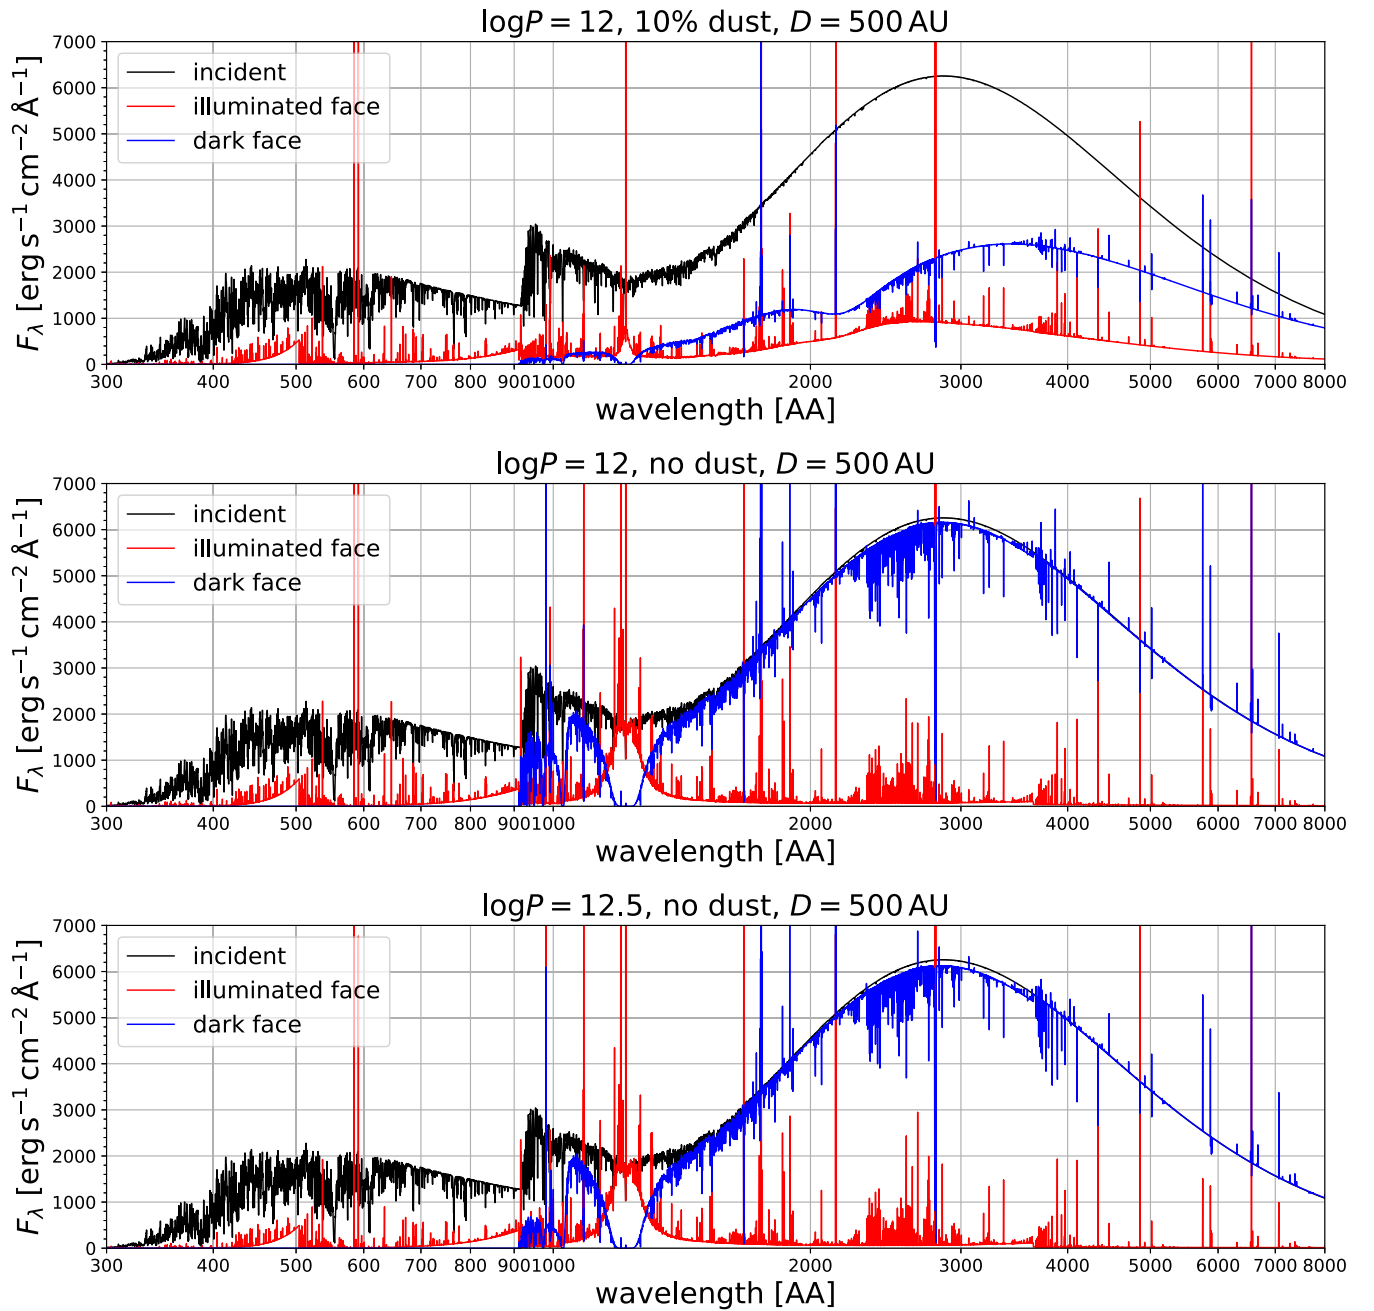 logP = 12, 10% dust, D = 500 AU
7000
6000
5000
4000
3000
2000
1000
0
F_λ [erg s⁻¹ cm⁻² Å⁻¹]
incident
illuminated face
dark face
300 400 500 600 700 800 900 1000 2000 3000 4000 5000 6000 7000 8000
wavelength [AA]
logP = 12, no dust, D = 500 AU
7000
6000
5000
4000
3000
2000
1000
0
F_λ [erg s⁻¹ cm⁻² Å⁻¹]
incident
illuminated face
dark face
300 400 500 600 700 800 900 1000 2000 3000 4000 5000 6000 7000 8000
wavelength [AA]
logP = 12.5, no dust, D = 500 AU
7000
6000
5000
4000
3000
2000
1000
0
F_λ [erg s⁻¹ cm⁻² Å⁻¹]
incident
illuminated face
dark face
300 400 500 600 700 800 900 1000 2000 3000 4000 5000 6000 7000 8000
wavelength [AA]